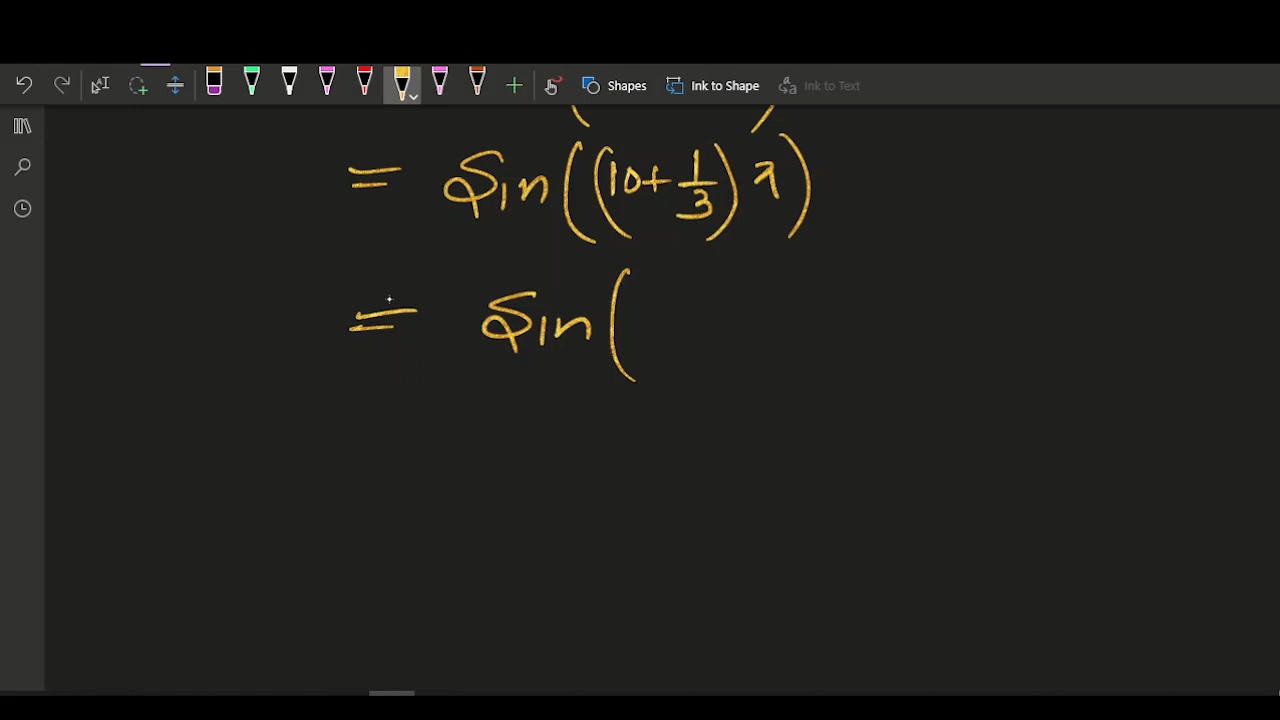 Shapes Ink to Shape Ink to Text
= Sin((10+1/3)π)
= Sin(